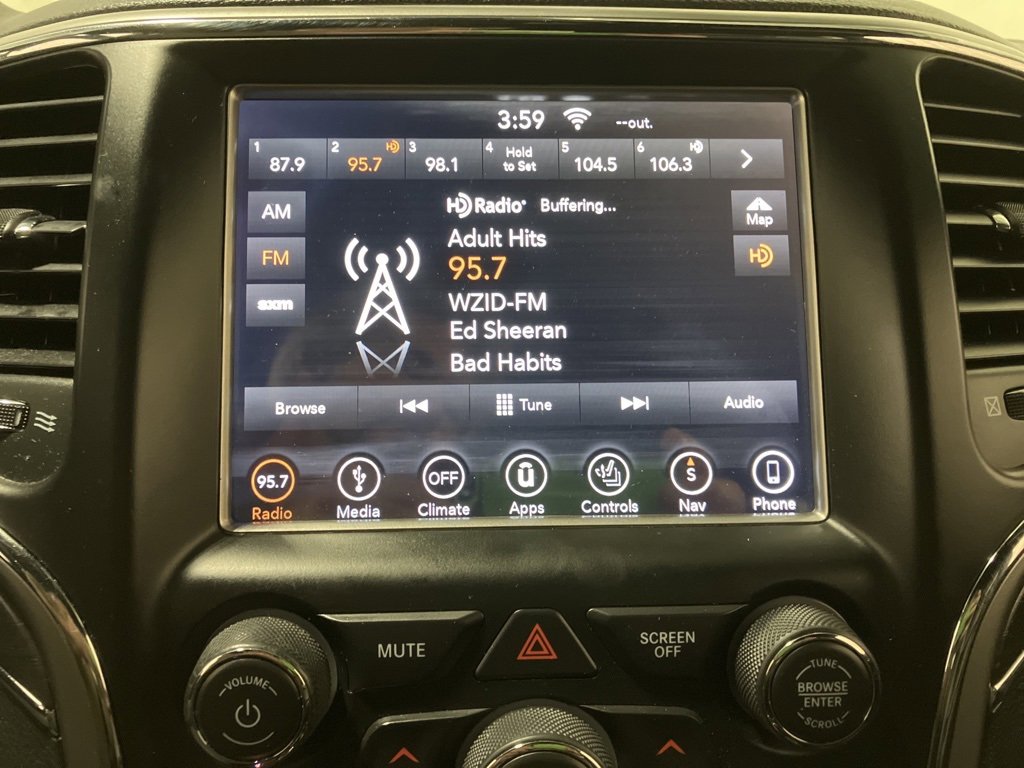 3:59 --out.
1 87.9 2 95.7 HD 3 98.1 4 Hold to Set 5 104.5 6 106.3 HD
AM
HD Radio Buffering...
Map
Adult Hits
FM
95.7
HD
sxm
WZID-FM
Ed Sheeran
Bad Habits
Browse Tune Audio
95.7 OFF S
Radio Media Climate Apps Controls Nav Phone
MUTE
SCREEN
OFF
VOLUME
TUNE
BROWSE
ENTER
SCROLL